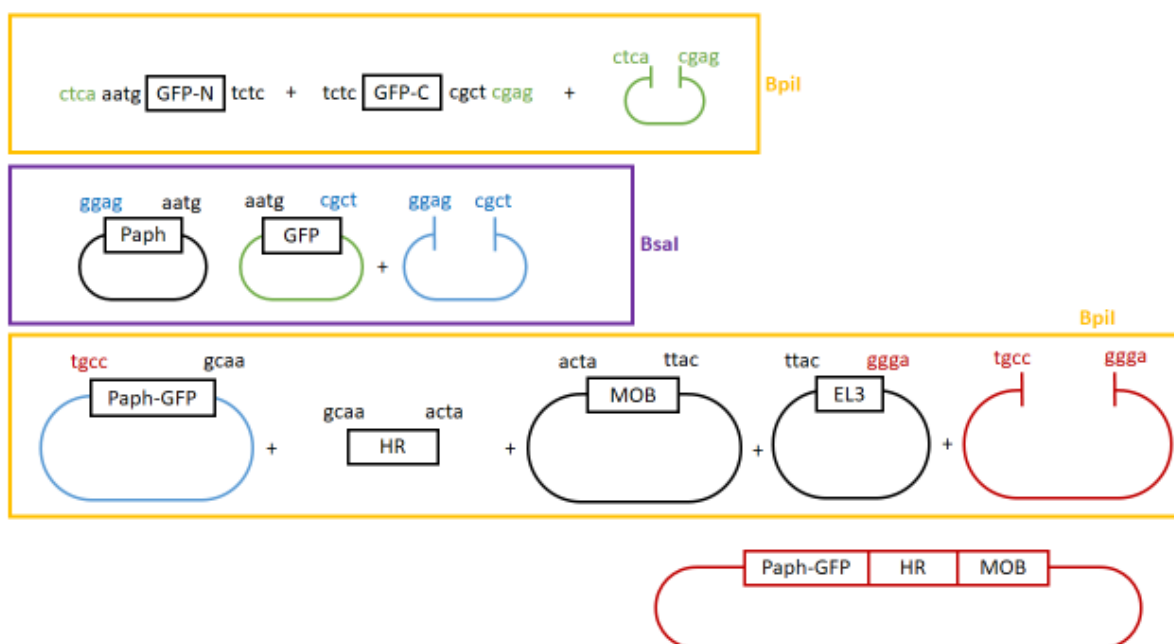 ctca cgag
ctca aatg GFP-N tctc + tctc GFP-C cgct cgag + BpiI
ggag aatg aatg cgct ggag cgct
Paph GFP + BsaI
BpiI
tgcc gcaa acta ttac ttac ggga tgcc ggga
Paph-GFP MOB EL3
gcaa acta
+ HR + + +
Paph-GFP HR MOB